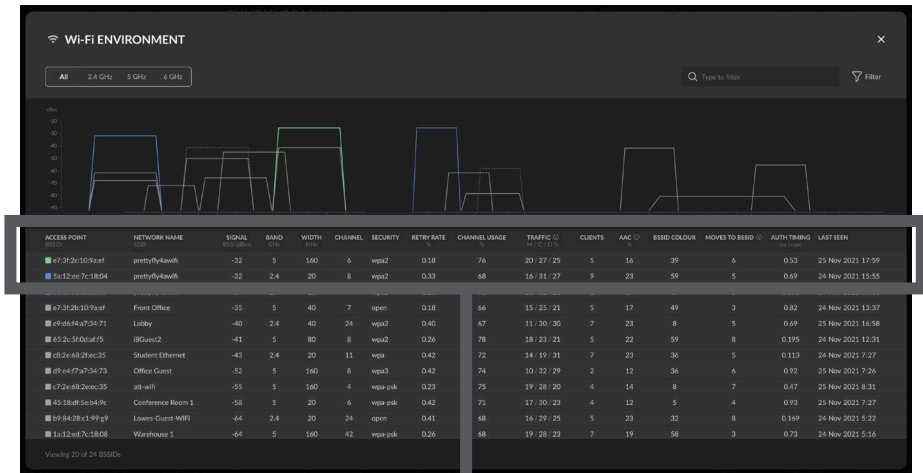 Wi-Fi ENVIRONMENT
All 2.4 GHz 5 GHz 6 GHz Type to filter Filter
dBm
-20
-30
-40
-50
-60
-70
-80
-90
ACCESS POINT NETWORK NAME SIGNAL BAND WIDTH CHANNEL SECURITY RETRY RATE CHANNEL USAGE TRAFFIC CLIENTS AAC BSSID COLOUR MOVES TO BSSID AUTH TIMING LAST SEEN
BSSID SSID RSSI (dBm) GHz MHz % % M / C / D % % ms (max)
e7:3f:2c:10:9a:ef prettyfly4awifi -32 5 160 6 wpa2 0.18 76 20 / 27 / 25 5 16 39 6 0.53 25 Nov 2021 17:59
5a:12:ee:7c:18:04 prettyfly4awifi -32 2.4 20 8 wpa2 0.33 68 16 / 31 / 27 9 23 59 5 0.69 24 Nov 2021 15:55
e7:3f:2b:10:9a:ef Front Office -35 5 40 7 open 0.18 66 15 / 25 / 21 5 17 49 3 0.82 24 Nov 2021 13:37
e9:d6:f4:a7:34:71 Lobby -40 2.4 40 24 wpa2 0.40 67 11 / 30 / 30 7 23 8 5 0.69 25 Nov 2021 16:58
65:2c:5f:0d:af:f5 i8Guest2 -41 5 80 8 wpa2 0.26 78 18 / 23 / 21 5 22 59 8 0.195 24 Nov 2021 12:31
c8:2e:68:2f:ec:35 Student Ethernet -43 2.4 20 11 wpa 0.42 72 14 / 19 / 31 7 23 36 5 0.113 24 Nov 2021 7:27
d9:e4:f7:a7:34:73 Office Guest -52 5 160 8 wpa3 0.42 74 10 / 32 / 29 2 12 36 6 0.92 25 Nov 2021 7:26
c7:2e:68:2e:ec:35 att-wifi -55 5 160 4 wpa-psk 0.23 75 19 / 28 / 20 4 14 8 7 0.47 25 Nov 2021 8:31
45:18:df:5e:b4:9c Conference Room 1 -58 5 20 6 wpa-psk 0.42 71 17 / 30 / 23 4 12 5 4 0.93 25 Nov 2021 7:27
b9:84:28:c1:99:g9 Lowes-Guest-WIFI -64 2.4 20 24 open 0.41 68 16 / 29 / 25 5 23 32 8 0.169 24 Nov 2021 5:22
1a:12:ed:7c:18:08 Warehouse 1 -64 5 160 42 wpa-psk 0.26 68 19 / 28 / 23 7 19 58 3 0.73 24 Nov 2021 5:16
Viewing 20 of 24 BSSIDs